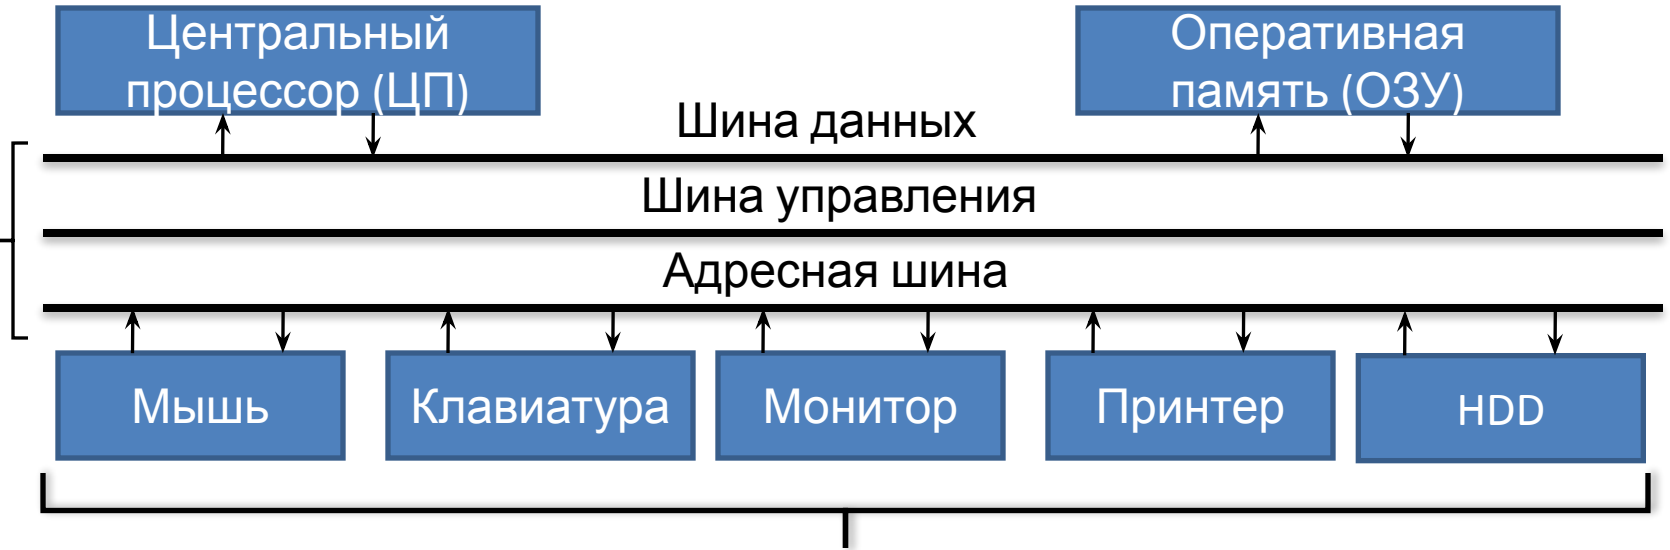 Центральный
процессор (ЦП)
Оперативная
память (ОЗУ)
Шина данных
Шина управления
Адресная шина
Мышь
Клавиатура
Монитор
Принтер
HDD